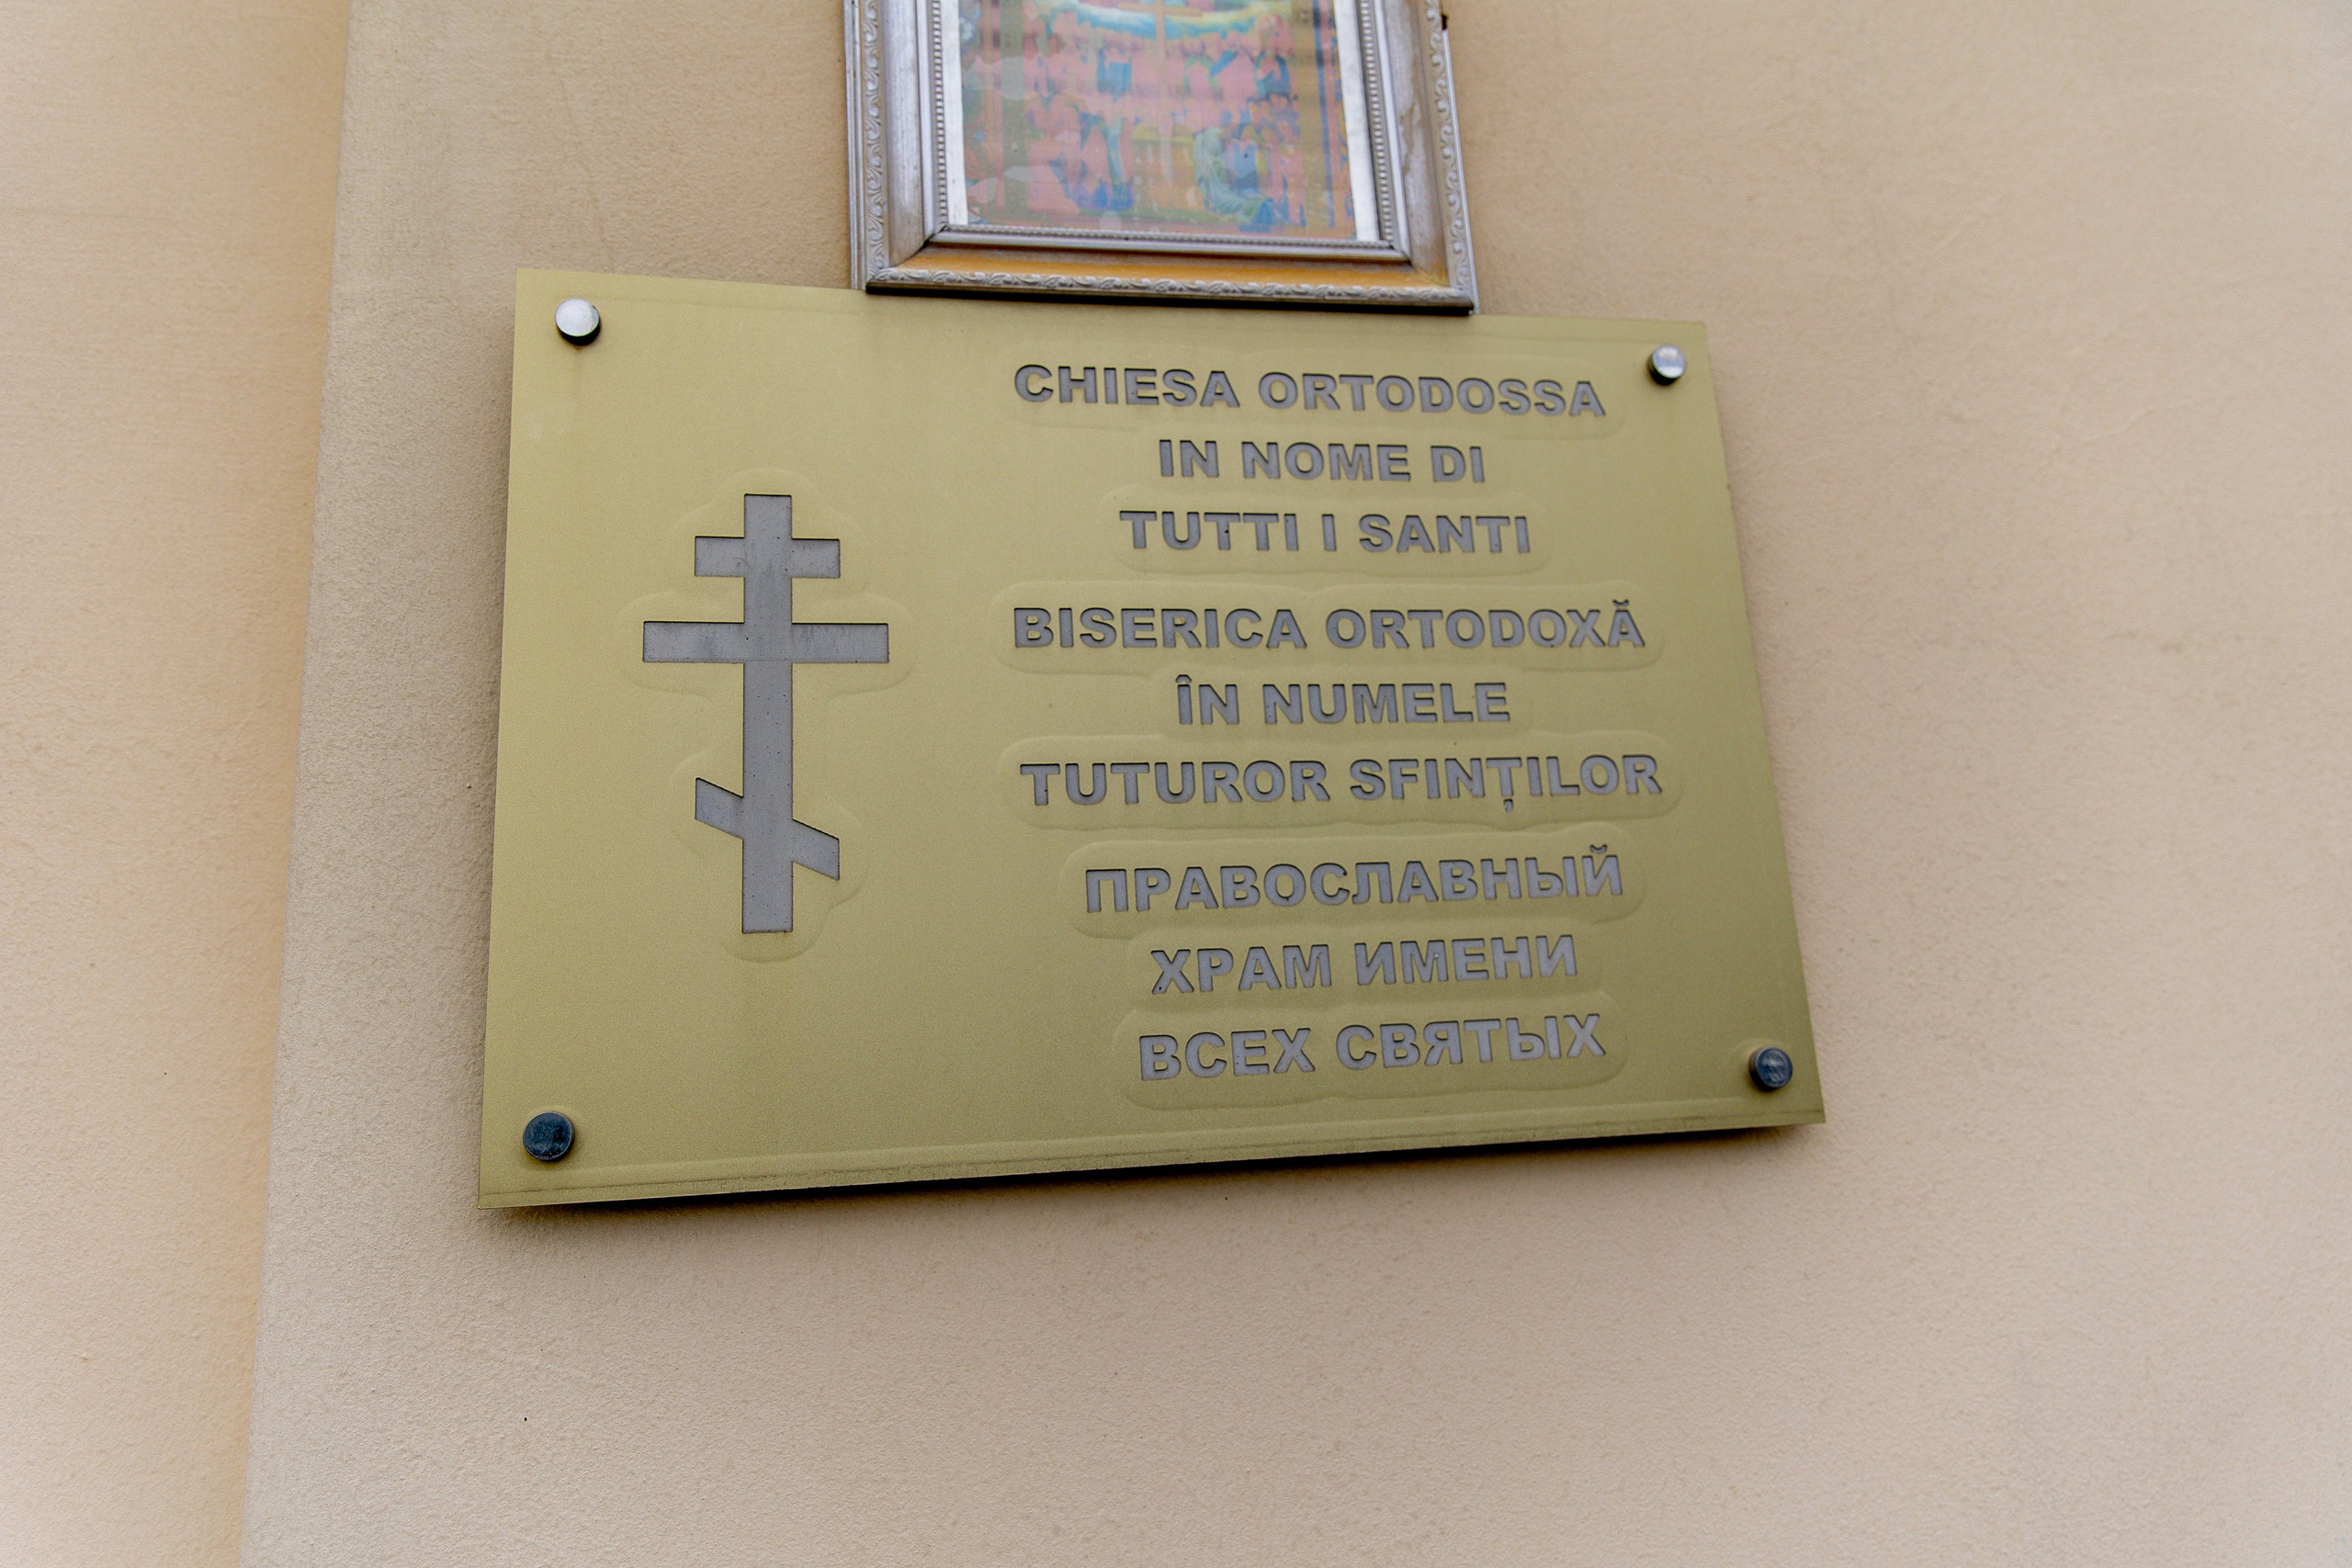 CHIESA ORTODOSSA
IN NOME DI
TUTTI I SANTI
BISERICA ORTODOXĂ
ÎN NUMELE
TUTUROR SFINȚILOR
ПРАВОСЛАВНЫЙ
ХРАМ ИМЕНИ
ВСЕХ СВЯТЫХ